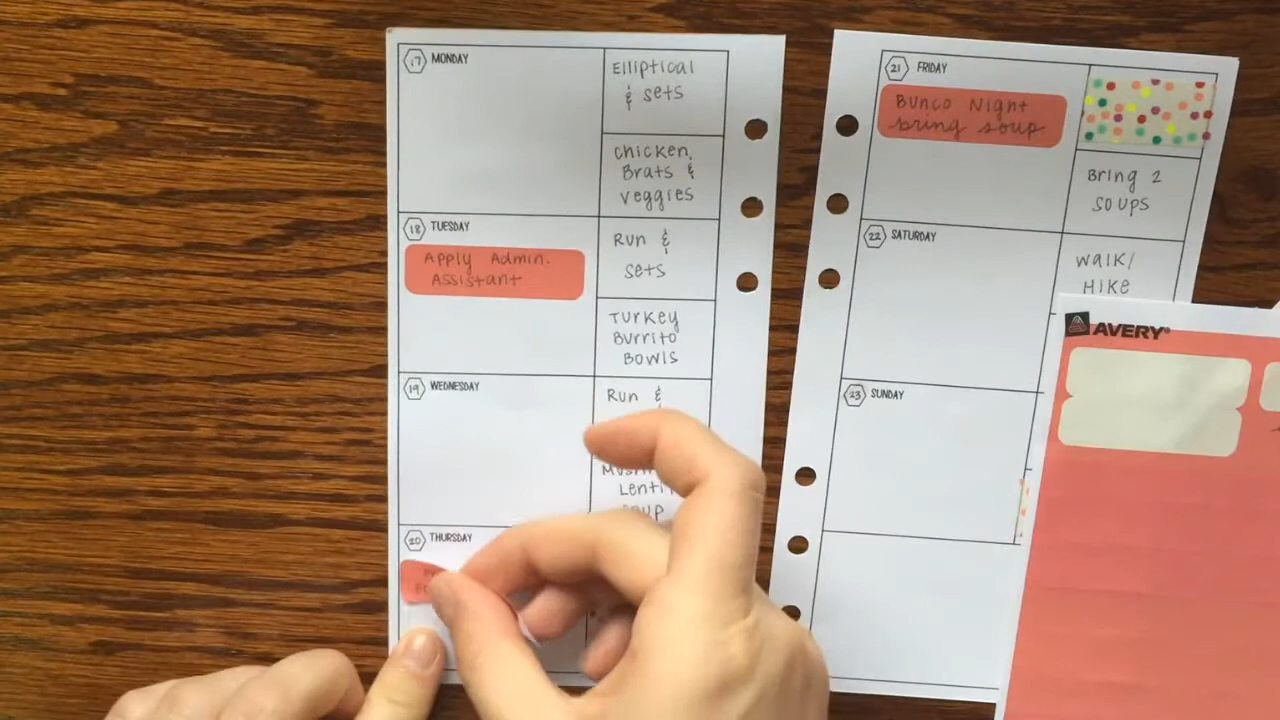 17 MONDAY
Elliptical
& sets
Chicken,
Brats &
veggies
18 TUESDAY
Apply Admin.
Assistant
Run &
sets
Turkey
Burrito
Bowls
19 WEDNESDAY
Run &
20 THURSDAY
21 FRIDAY
Bunco Night
bring soup
Bring 2
soups
22 SATURDAY
Walk/
Hike
23 SUNDAY
AVERY